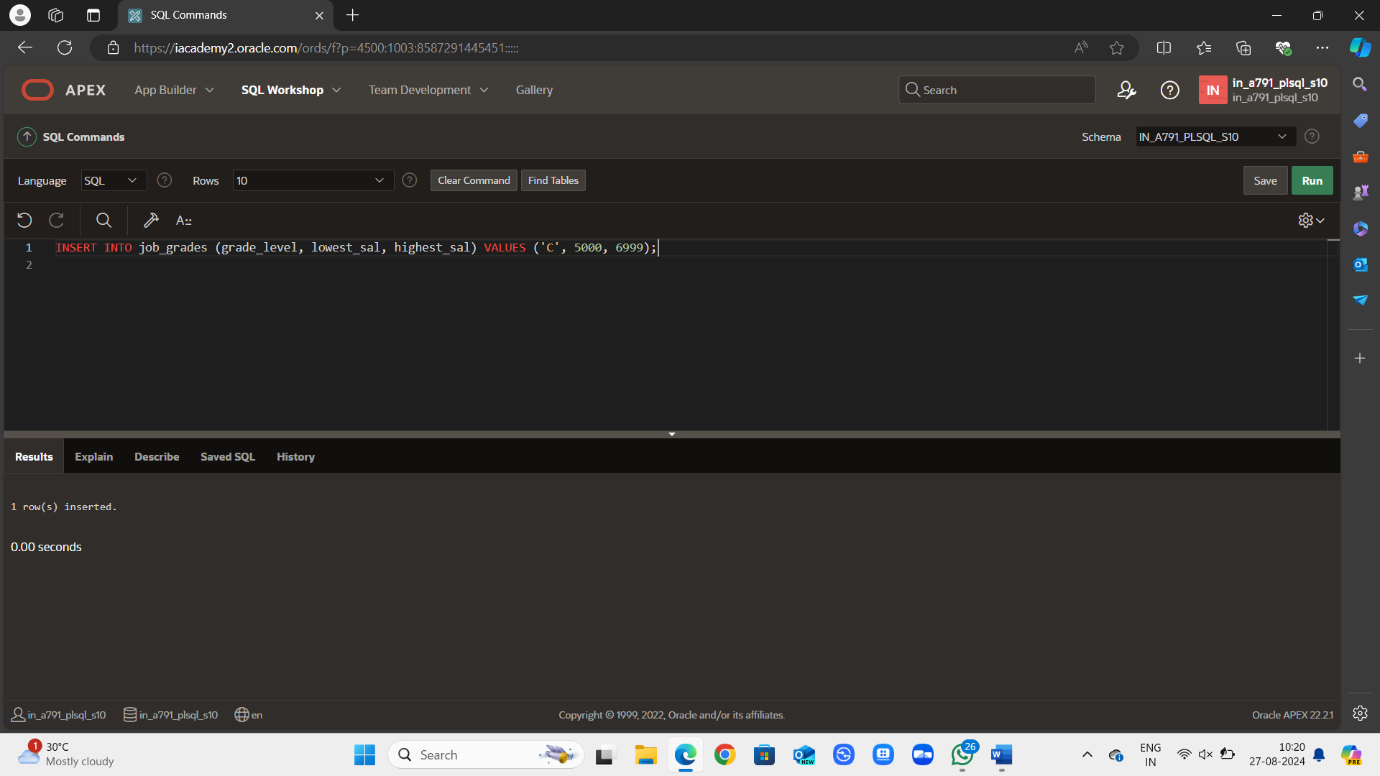 SQL Commands
https://iacademy2.oracle.com/ords/f?p=4500:1003:8587291445451:::::
APEX App Builder SQL Workshop Team Development Gallery Search IN in_a791_plsql_s10
in_a791_plsql_s10
SQL Commands Schema IN_A791_PLSQL_S10
Language SQL Rows 10 Clear Command Find Tables Save Run
A::
1 INSERT INTO job_grades (grade_level, lowest_sal, highest_sal) VALUES ('C', 5000, 6999);
2
Results Explain Describe Saved SQL History
1 row(s) inserted.
0.00 seconds
in_a791_plsql_s10 in_a791_plsql_s10 en Copyright © 1999, 2022, Oracle and/or its affiliates. Oracle APEX 22.2.1
1 30°C
Mostly cloudy
Search
NEW
26
ENG
IN
10:20
27-08-2024
PRE